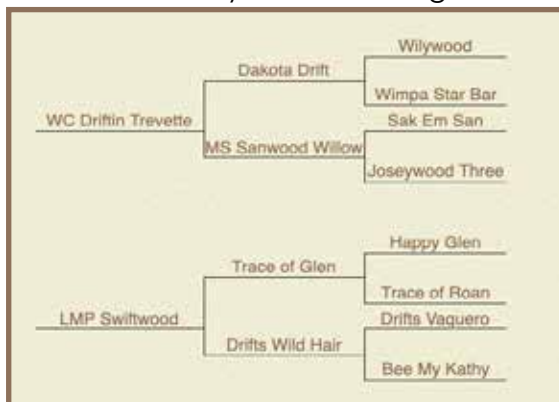 Wilywood
Dakota Drift
Wimpa Star Bar
WC Driftin Trevette
Sak Em San
MS Sanwood Willow
Joseywood Three
Happy Glen
Trace of Glen
Trace of Roan
LMP Swiftwood
Drifts Vaquero
Drifts Wild Hair
Bee My Kathy